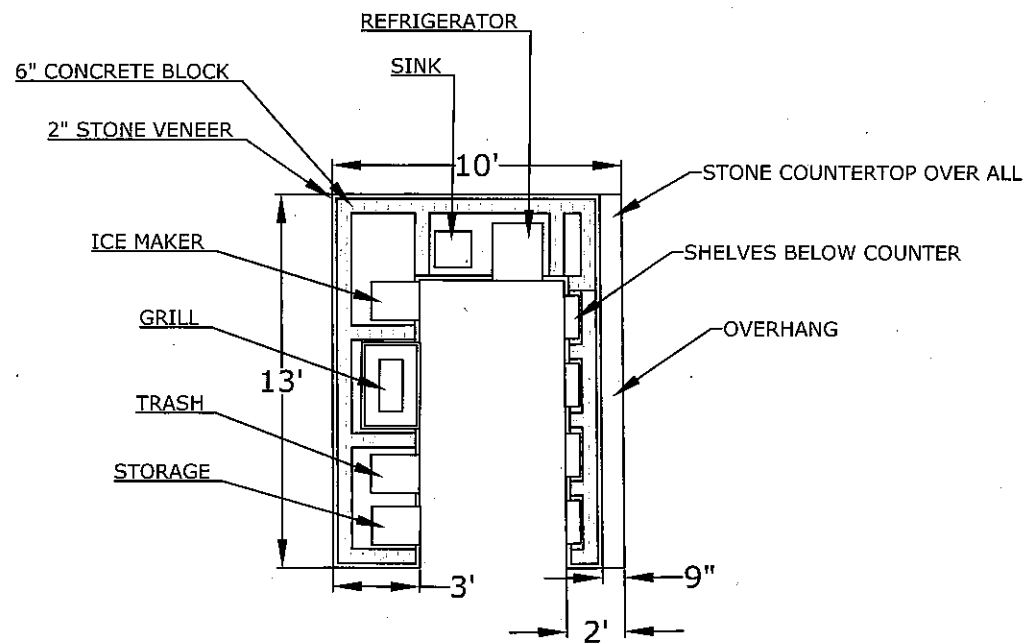 REFRIGERATOR
SINK
6" CONCRETE BLOCK
2" STONE VENEER
10'
STONE COUNTERTOP OVER ALL
ICE MAKER
SHELVES BELOW COUNTER
GRILL
OVERHANG
13'
TRASH
STORAGE
3'
9"
2'